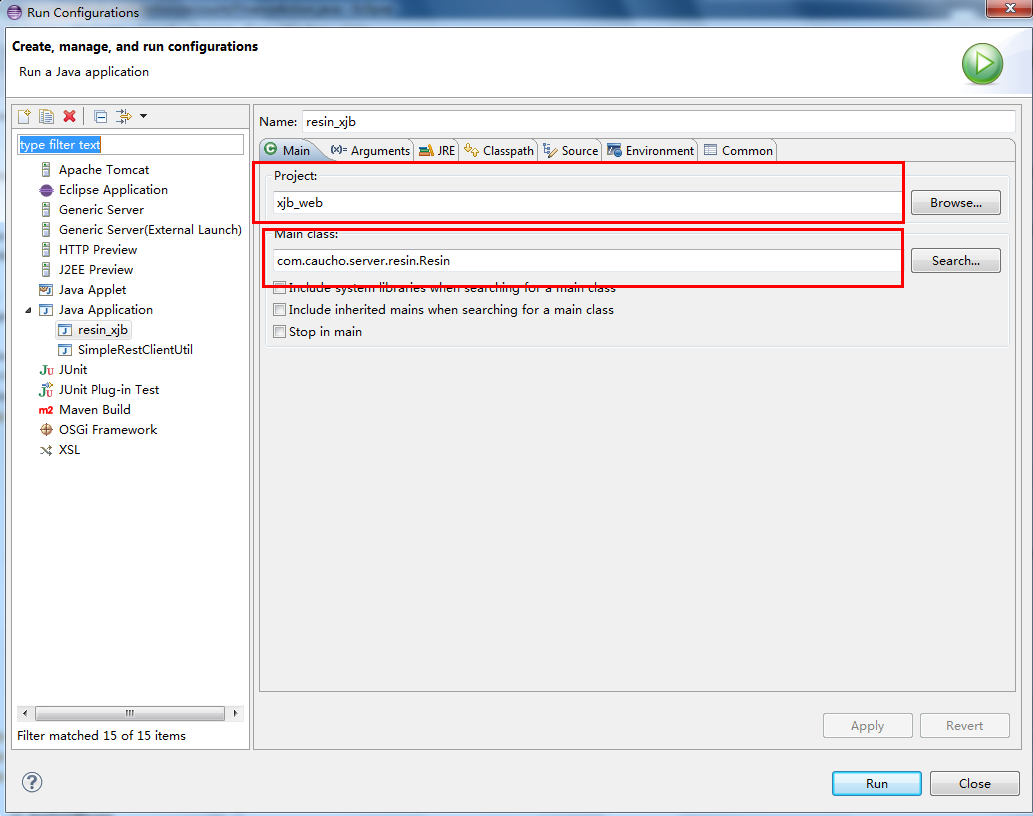 Run Configurations
Create, manage, and run configurations
Run a Java application
type filter text
Apache Tomcat
Eclipse Application
Generic Server
Generic Server(External Launch)
HTTP Preview
J2EE Preview
Java Applet
Java Application
resin_xjb
SimpleRestClientUtil
JUnit
JUnit Plug-in Test
Maven Build
OSGi Framework
XSL
Filter matched 15 of 15 items
Name: resin_xjb
Main (x)= Arguments JRE Classpath Source Environment Common
Project:
xjb_web Browse...
Main class:
com.caucho.server.resin.Resin Search...
Include system libraries when searching for a main class
Include inherited mains when searching for a main class
Stop in main
Apply Revert
Run Close